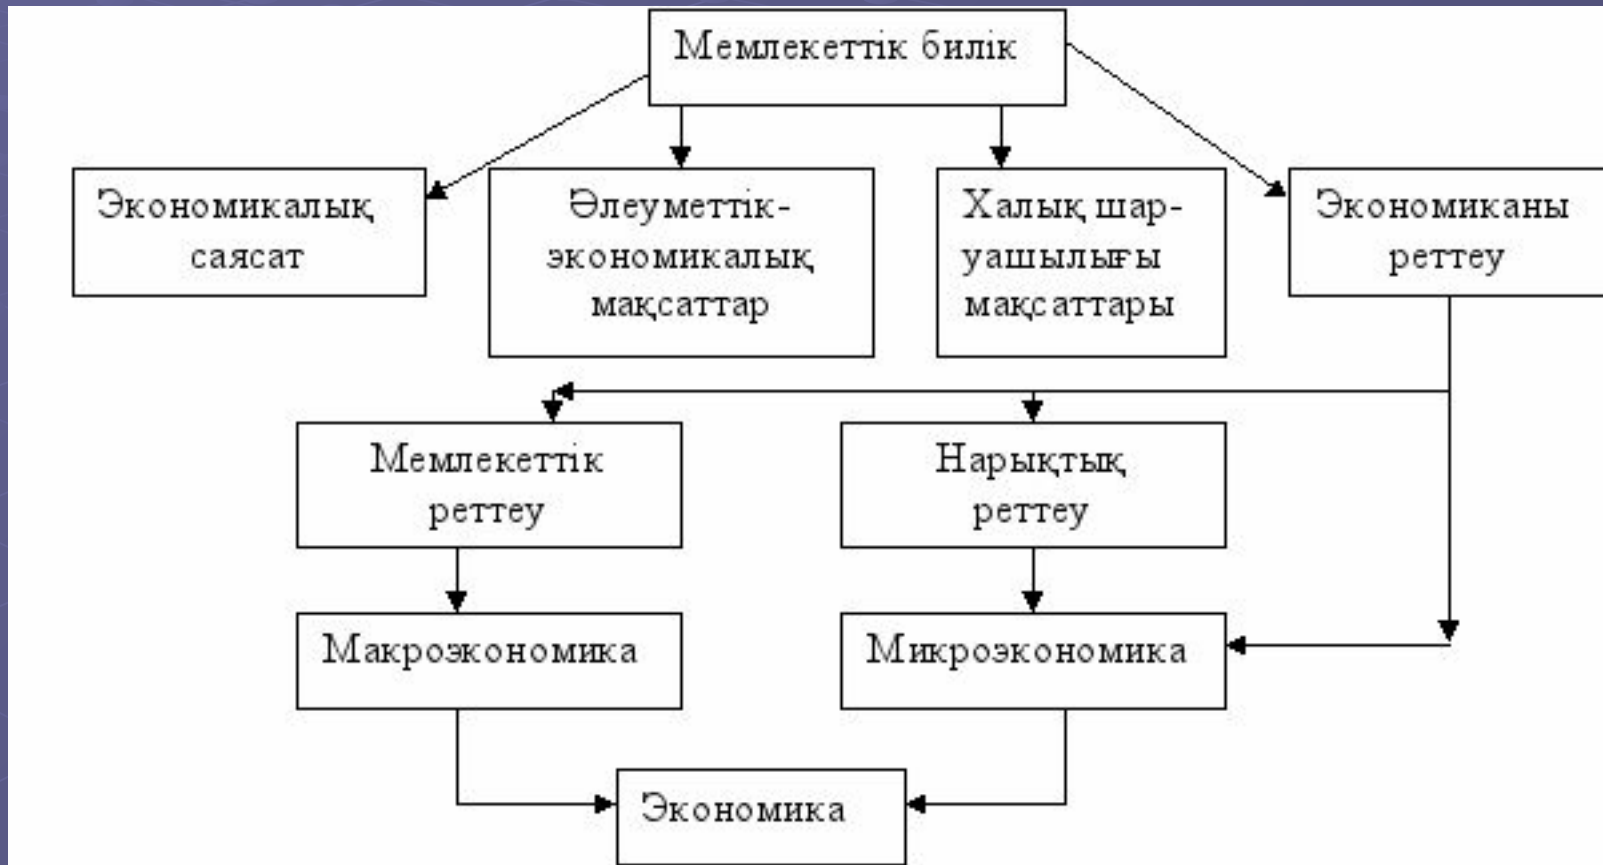 Мемлекеттік билік
Экономикалық
саясат
Әлеуметтік-
экономикалық
мақсаттар
Халық шар-
уашылығы
мақсаттары
Экономиканы
реттеу
Мемлекеттік
реттеу
Нарықтық
реттеу
Макроэкономика
Микроэкономика
Экономика